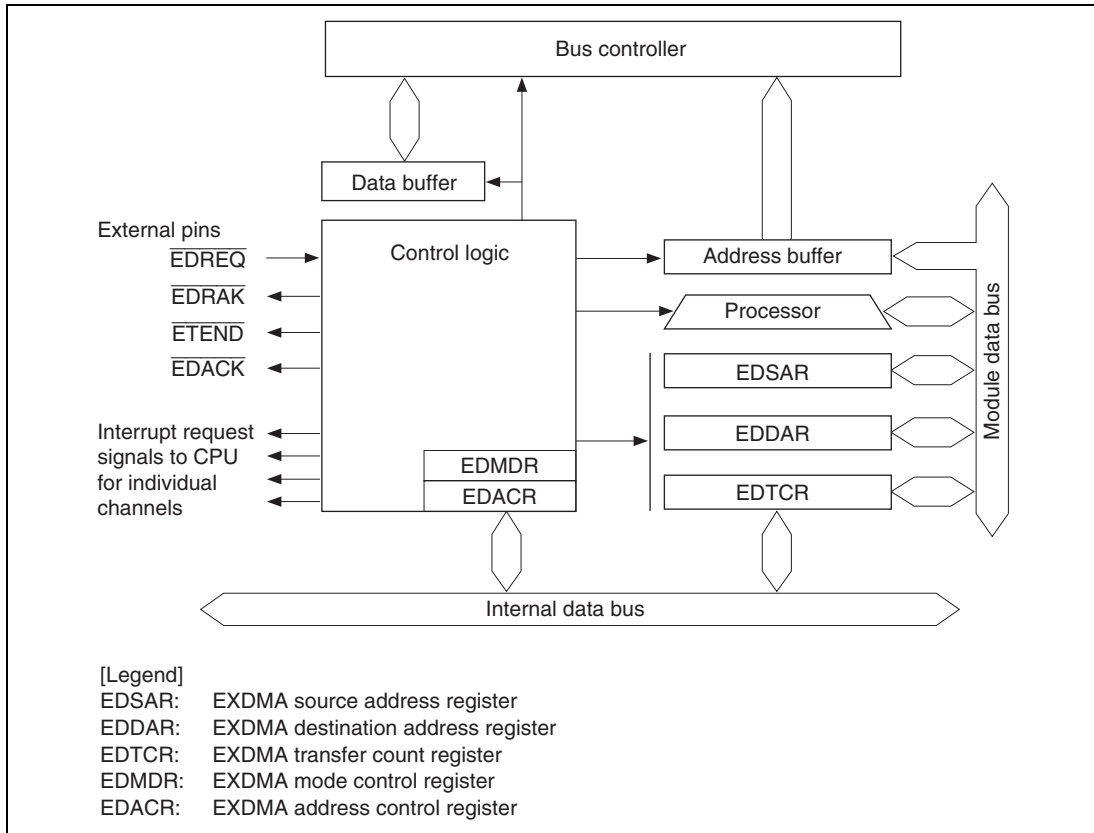 Bus controller
Data buffer
External pins
EDREQ
EDRAK
ETEND
EDACK
Interrupt request
signals to CPU
for individual
channels
Control logic
EDMDR
EDACR
Address buffer
Processor
EDSAR
EDDAR
EDTCR
Module data bus
Internal data bus
[Legend]
EDSAR: EXDMA source address register
EDDAR: EXDMA destination address register
EDTCR: EXDMA transfer count register
EDMDR: EXDMA mode control register
EDACR: EXDMA address control register